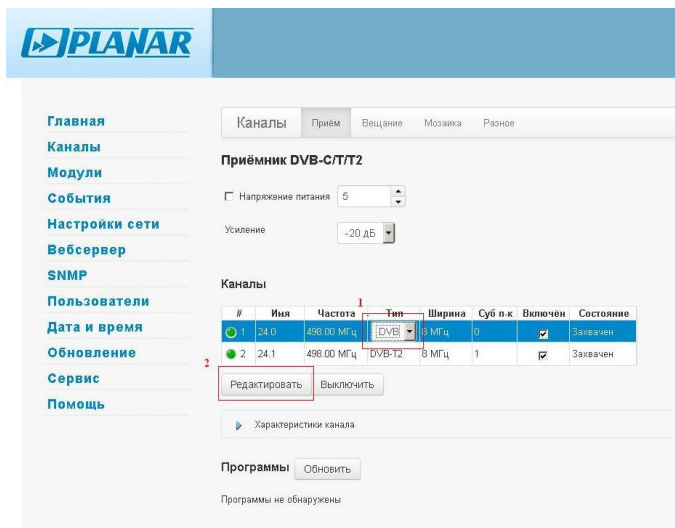 PLANAR
Главная
Каналы
Модули
События
Настройки сети
Вебсервер
SNMP
Пользователи
Дата и время
Обновление
Сервис
Помощь
Каналы Приём Вещание Мозаика Разное
Приёмник DVB-C/T/T2
Напряжение питания 5
Усиление -20 дБ
Каналы
1
# Имя Частота Тип Ширина Суб п-к Включён Состояние
1 24.0 498.00 МГц DVB 8 МГц 0 Захвачен
2 24.1 498.00 МГц DVB-T2 8 МГц 1 Захвачен
2
Редактировать Выключить
Характеристики канала
Программы Обновить
Программы не обнаружены